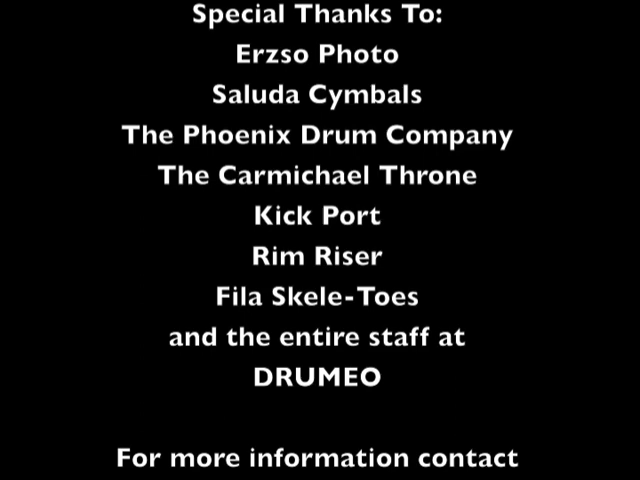 Special Thanks To:
Erzso Photo
Saluda Cymbals
The Phoenix Drum Company
The Carmichael Throne
Kick Port
Rim Riser
Fila Skele-Toes
and the entire staff at
DRUMEO
For more information contact